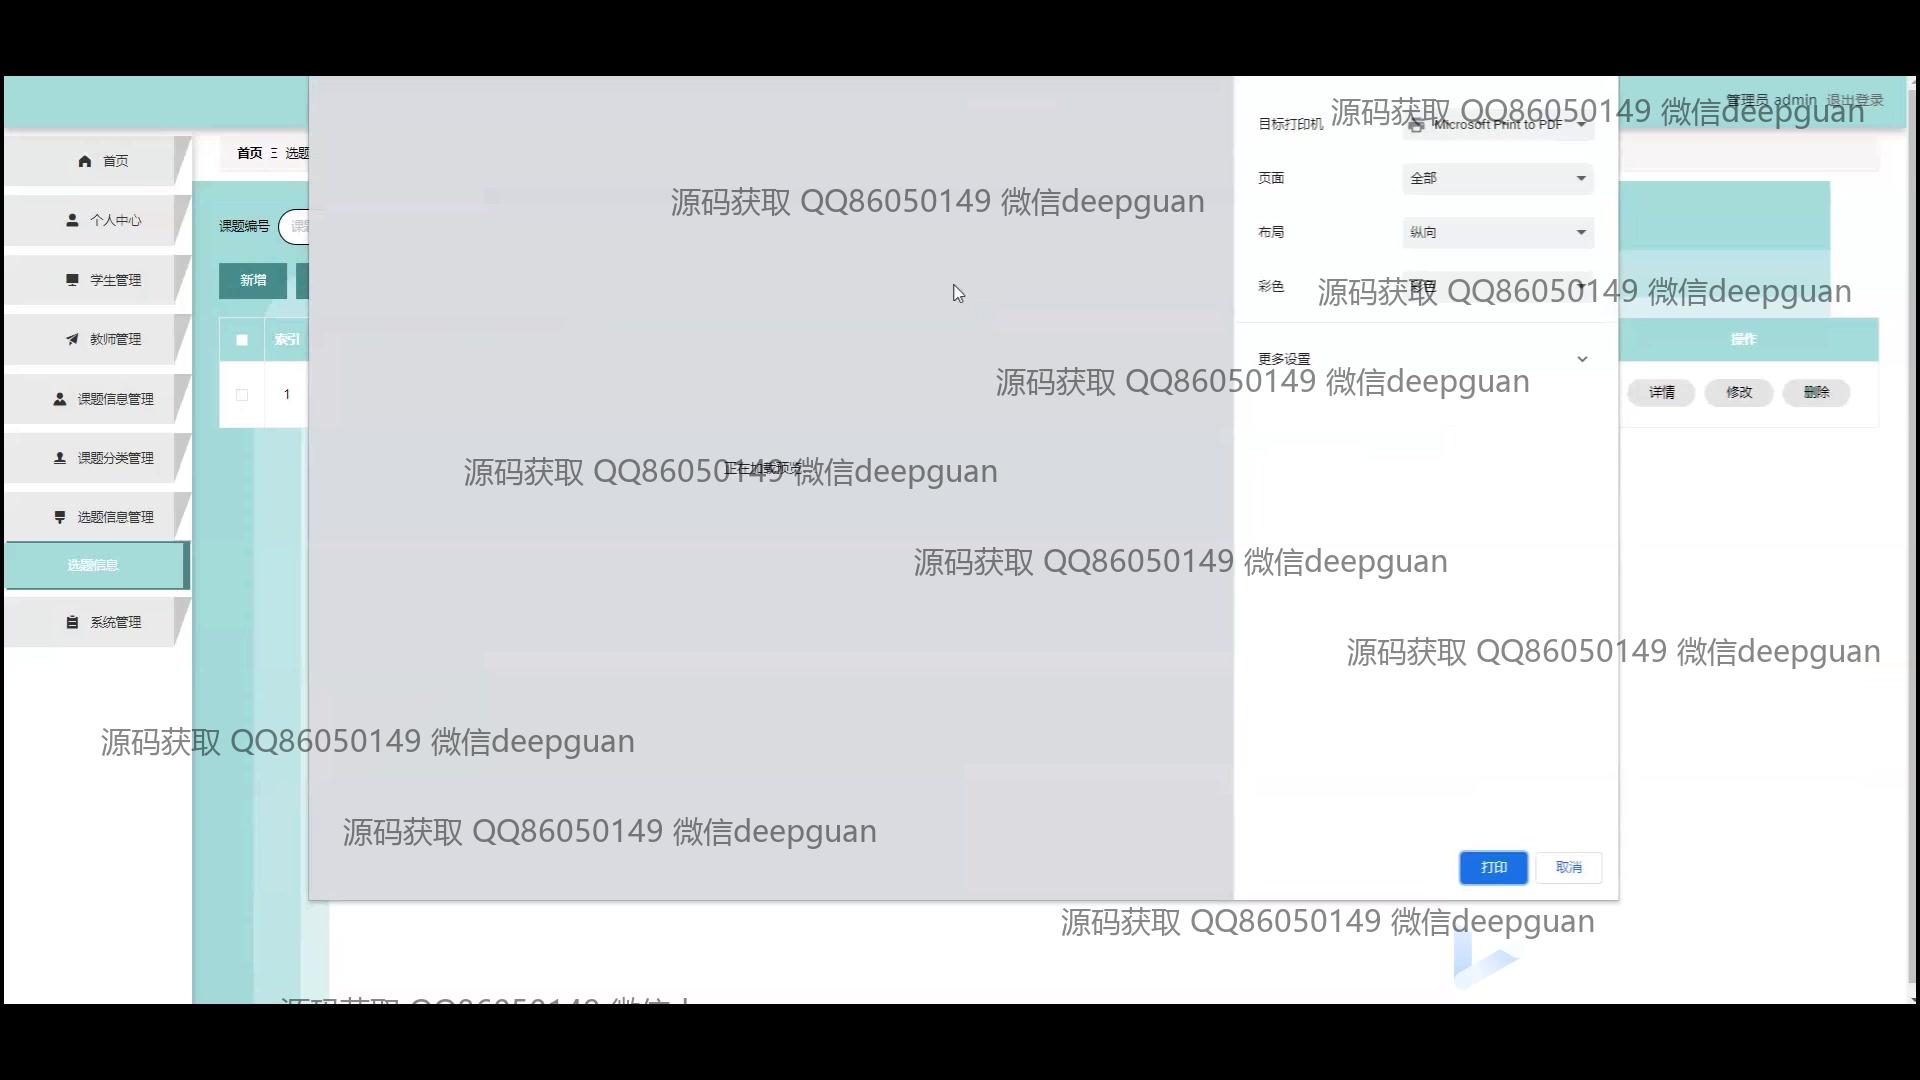 管理员 admin 退出登录
源码获取 QQ86050149 微信deepguan
目标打印机 Microsoft Print to PDF
首页
首页 Ξ 选题
页面 全部
源码获取 QQ86050149 微信deepguan
个人中心
课题编号
布局 纵向
学生管理
新增
彩色 彩色
源码获取 QQ86050149 微信deepguan
教师管理
索引
操作
更多设置
源码获取 QQ86050149 微信deepguan
课题信息管理
1
详情 修改 删除
课题分类管理
正在加载预览
源码获取 QQ86050149 微信deepguan
选题信息管理
选题信息
源码获取 QQ86050149 微信deepguan
系统管理
源码获取 QQ86050149 微信deepguan
源码获取 QQ86050149 微信deepguan
源码获取 QQ86050149 微信deepguan
打印 取消
源码获取 QQ86050149 微信deepguan